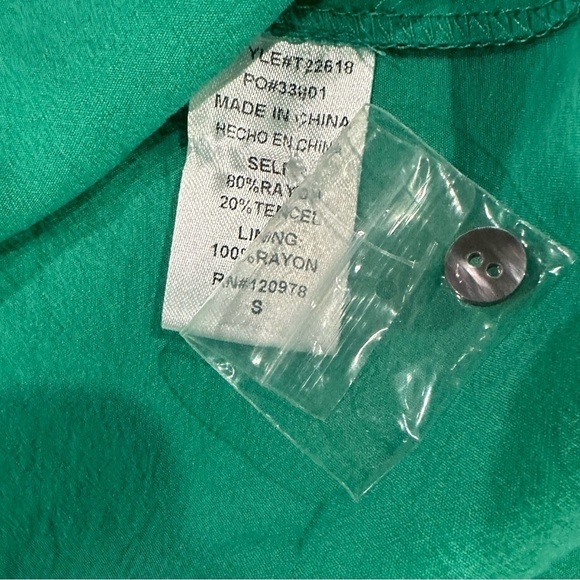 YLE#T22618
PO#33901
MADE IN CHINA
HECHO EN CHINA
SELF:
80%RAYON
20%TENCEL
LINING:
100%RAYON
RN#120978
S